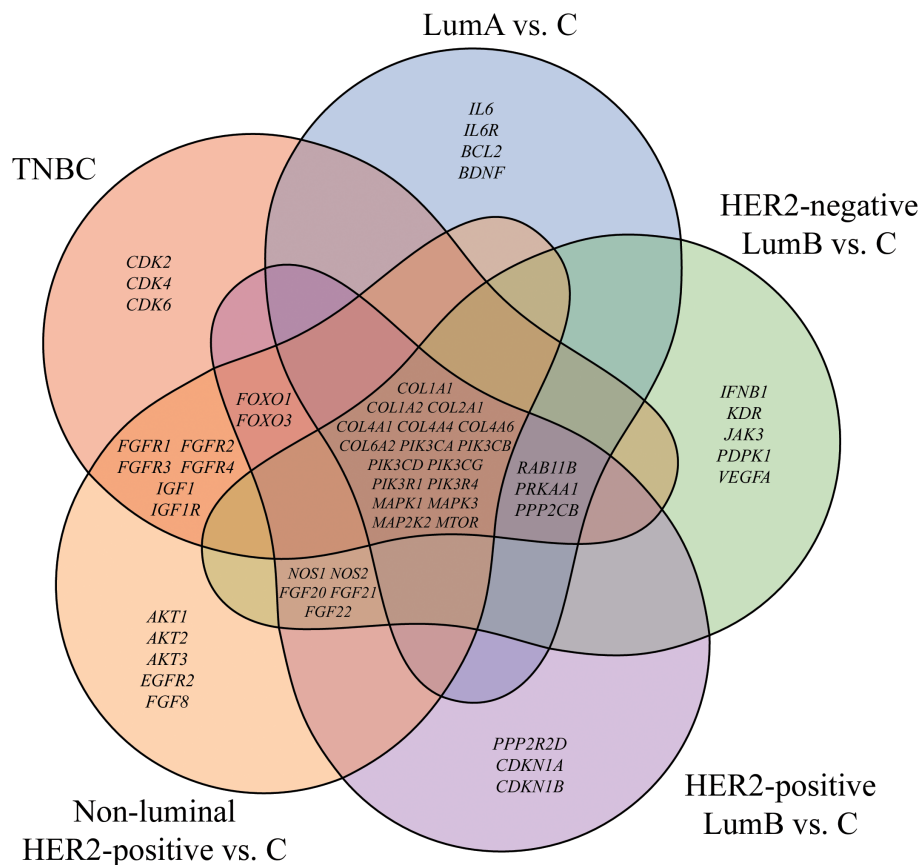 LumA vs. C
IL6
IL6R
BCL2
BDNF
TNBC
CDK2
CDK4
CDK6
HER2-negative
LumB vs. C
IFNB1
KDR
JAK3
PDPK1
VEGFA
FOXO1
FOXO3
FGFR1 FGFR2
FGFR3 FGFR4
IGF1
IGF1R
COL1A1
COL1A2 COL2A1
COL4A1 COL4A4 COL4A6
COL6A2 PIK3CA PIK3CB
PIK3CD PIK3CG
PIK3R1 PIK3R4
MAPK1 MAPK3
MAP2K2 MTOR
RAB11B
PRKAA1
PPP2CB
NOS1 NOS2
FGF20 FGF21
FGF22
AKT1
AKT2
AKT3
EGFR2
FGF8
PPP2R2D
CDKN1A
CDKN1B
Non-luminal
HER2-positive vs. C
HER2-positive
LumB vs. C